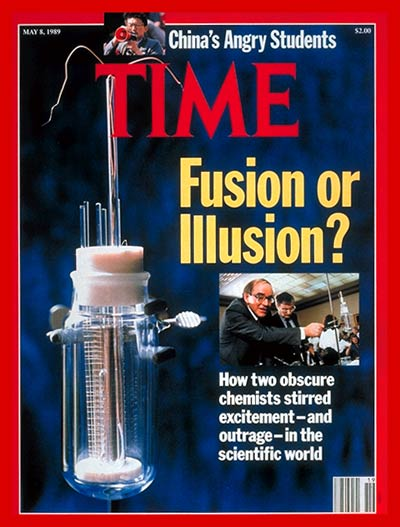 MAY 8, 1989
China's Angry Students
$2.00
TIME
Fusion or
Illusion?
How two obscure
chemists stirred
excitement–and
outrage–in the
scientific world
19